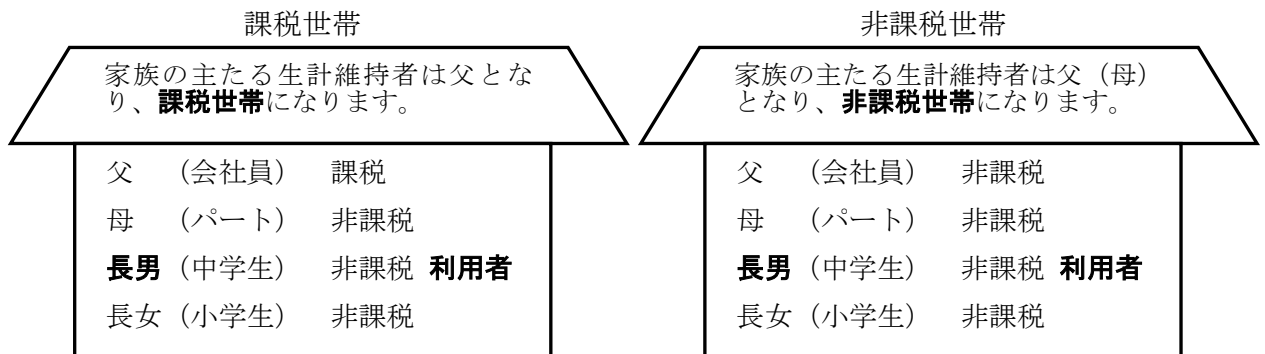 課税世帯
家族の主たる生計維持者は父とな
り、課税世帯になります。
父 （会社員） 課税
母 （パート） 非課税
長男（中学生） 非課税 利用者
長女（小学生） 非課税
非課税世帯
家族の主たる生計維持者は父（母）
となり、非課税世帯になります。
父 （会社員） 非課税
母 （パート） 非課税
長男（中学生） 非課税 利用者
長女（小学生） 非課税